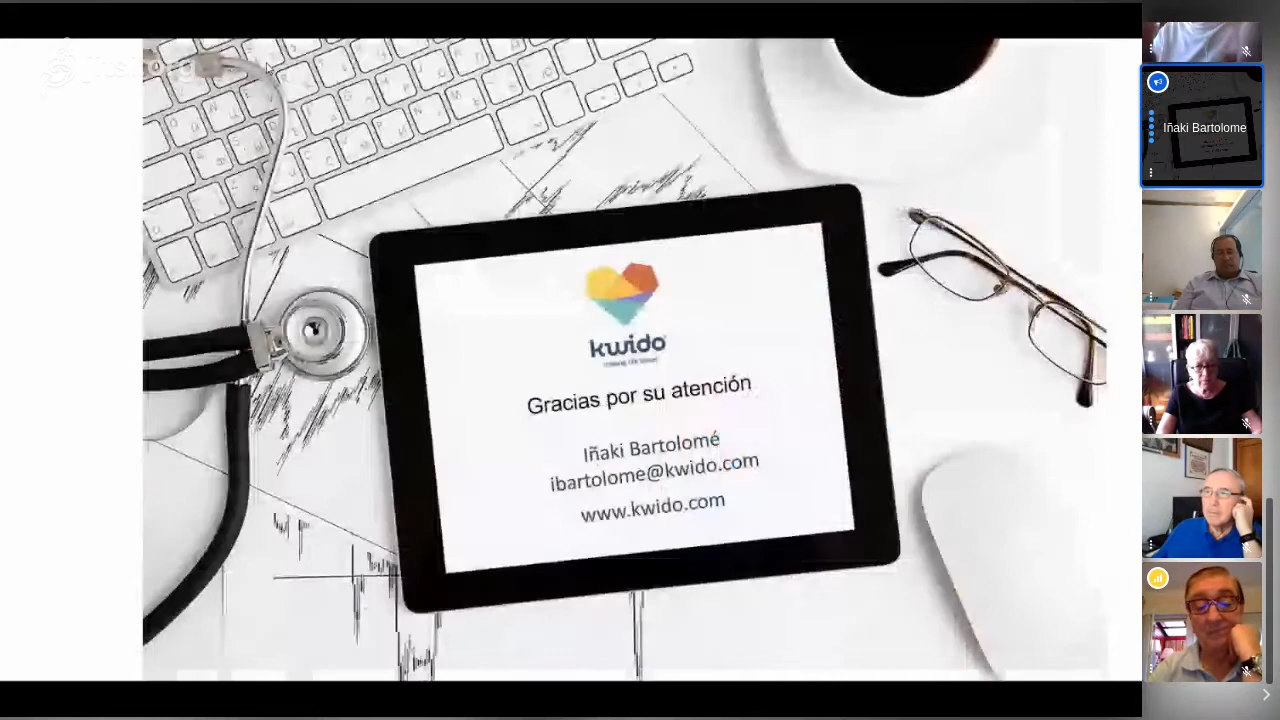 kwido
Gracias por su atención
Iñaki Bartolomé
ibartolome@kwido.com
www.kwido.com
Iñaki Bartolome